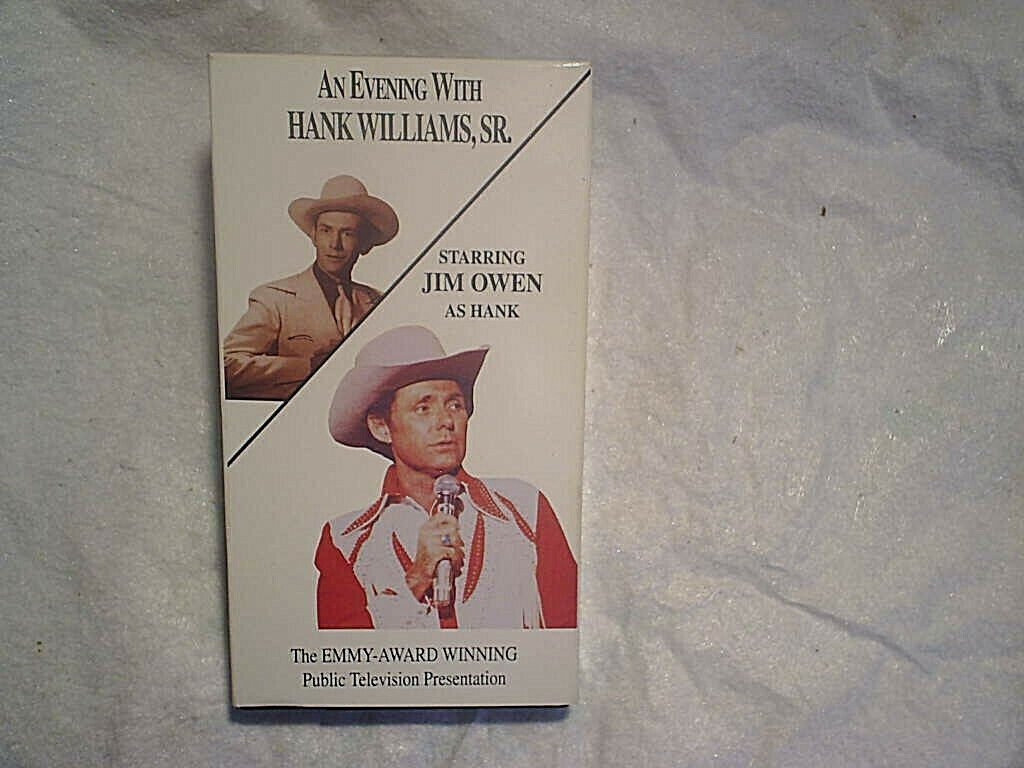 AN EVENING WITH
HANK WILLIAMS, SR.
STARRING
JIM OWEN
AS HANK
The EMMY-AWARD WINNING
Public Television Presentation